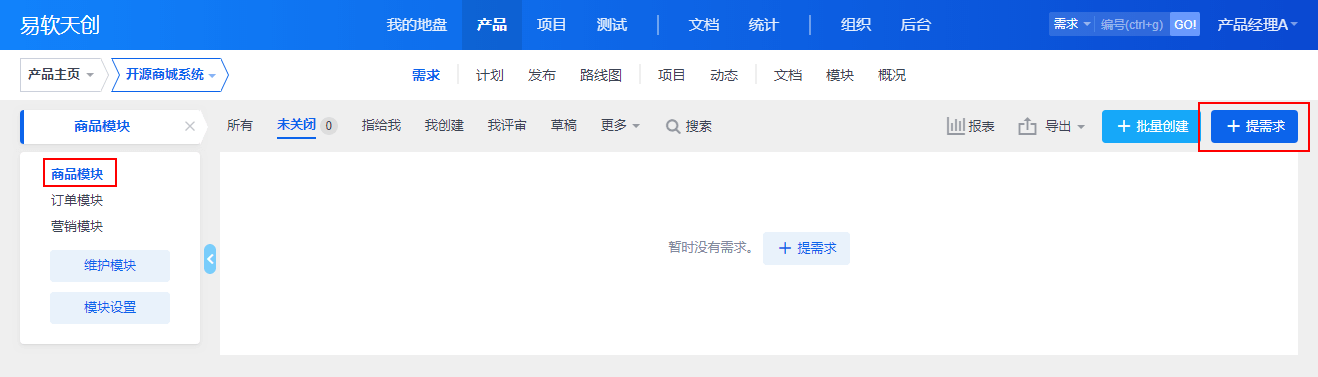 易软天创 我的地盘 产品 项目 测试 文档 统计 组织 后台 需求 编号(ctrl+g) GO! 产品经理A
产品主页 开源商城系统 需求 计划 发布 路线图 项目 动态 文档 模块 概况
商品模块 所有 未关闭 0 指给我 我创建 我评审 草稿 更多 搜索 报表 导出 批量创建 提需求
商品模块
订单模块
营销模块
维护模块
模块设置
暂时没有需求。 提需求